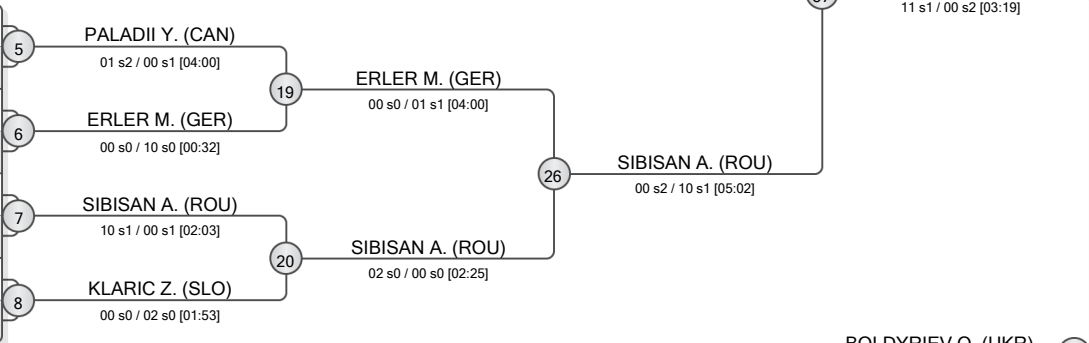 11 s1 / 00 s2 [03:19]
5
PALADII Y. (CAN)
01 s2 / 00 s1 [04:00]
19
ERLER M. (GER)
00 s0 / 01 s1 [04:00]
6
ERLER M. (GER)
00 s0 / 10 s0 [00:32]
26
SIBISAN A. (ROU)
00 s2 / 10 s1 [05:02]
7
SIBISAN A. (ROU)
10 s1 / 00 s1 [02:03]
20
SIBISAN A. (ROU)
02 s0 / 00 s0 [02:25]
8
KLARIC Z. (SLO)
00 s0 / 02 s0 [01:53]